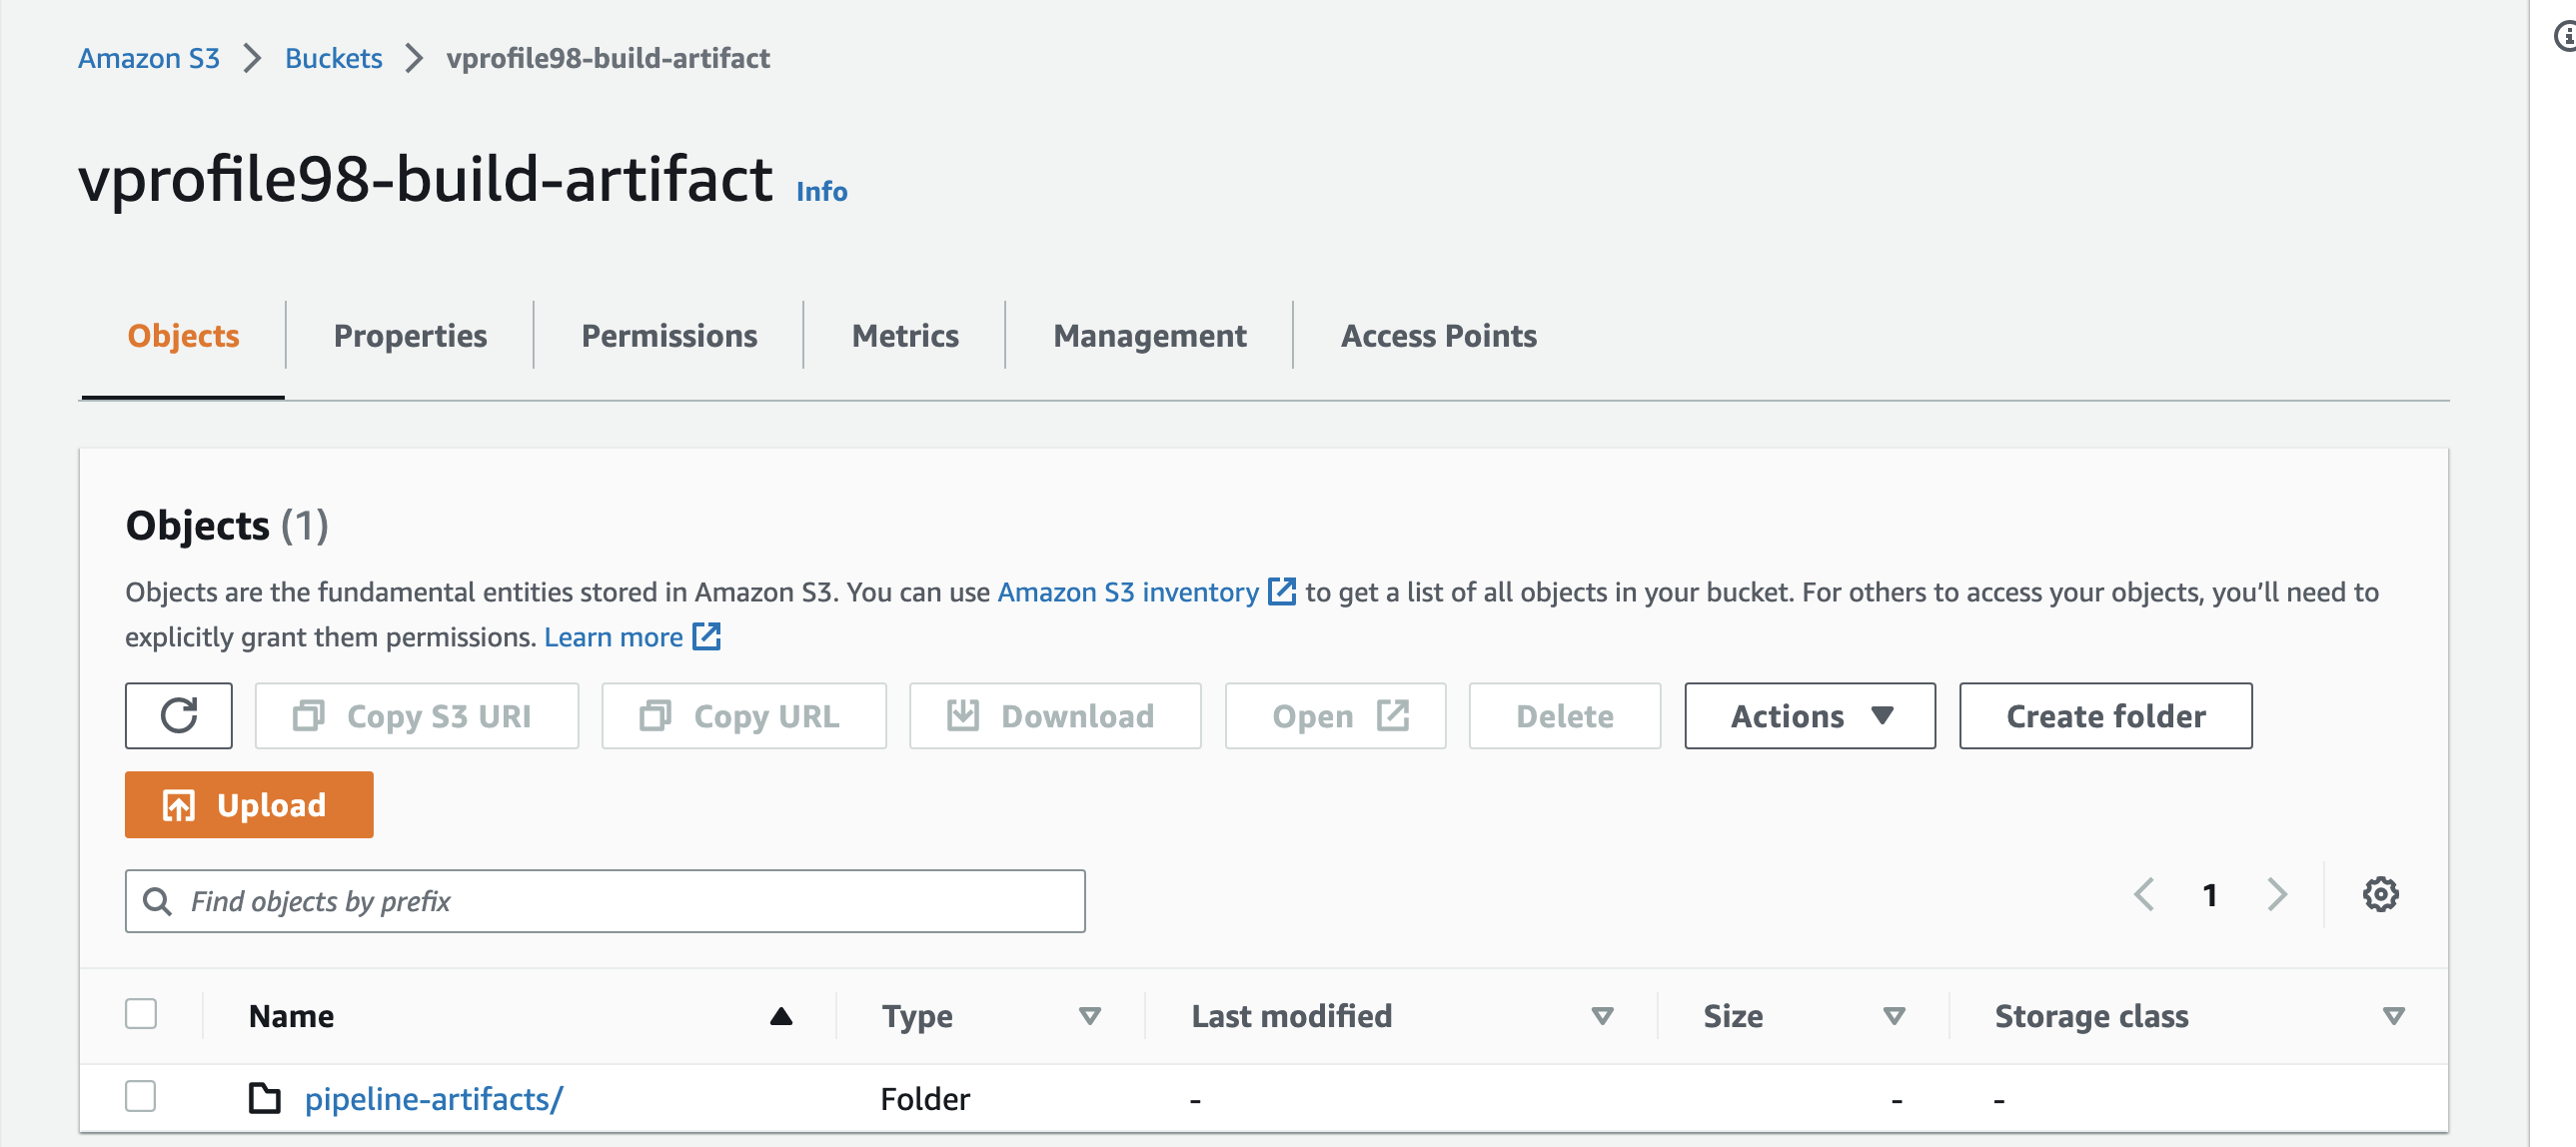 Amazon S3 Buckets vprofile98-build-artifact
vprofile98-build-artifact Info
Objects Properties Permissions Metrics Management Access Points
Objects (1)
Objects are the fundamental entities stored in Amazon S3. You can use Amazon S3 inventory to get a list of all objects in your bucket. For others to access your objects, you’ll need to
explicitly grant them permissions. Learn more
Copy S3 URI Copy URL Download Open Delete Actions Create folder
Upload
Find objects by prefix 1
Name Type Last modified Size Storage class
pipeline-artifacts/ Folder - - -